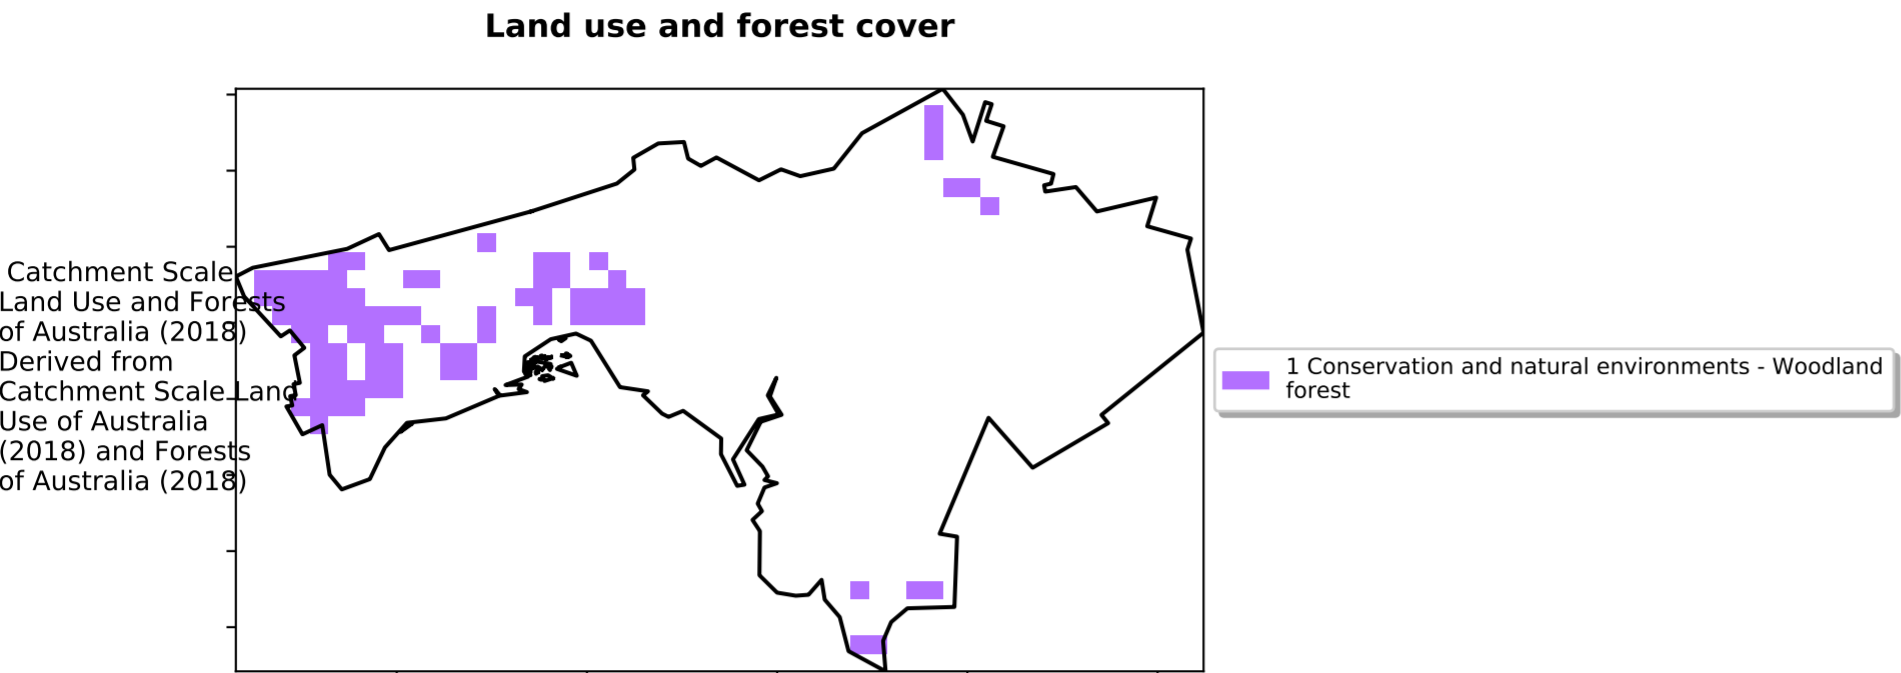 Land use and forest cover
Catchment Scale
Land Use and Forests
of Australia (2018)
Derived from
Catchment Scale Land
Use of Australia
(2018) and Forests
of Australia (2018)
1 Conservation and natural environments - Woodland
forest